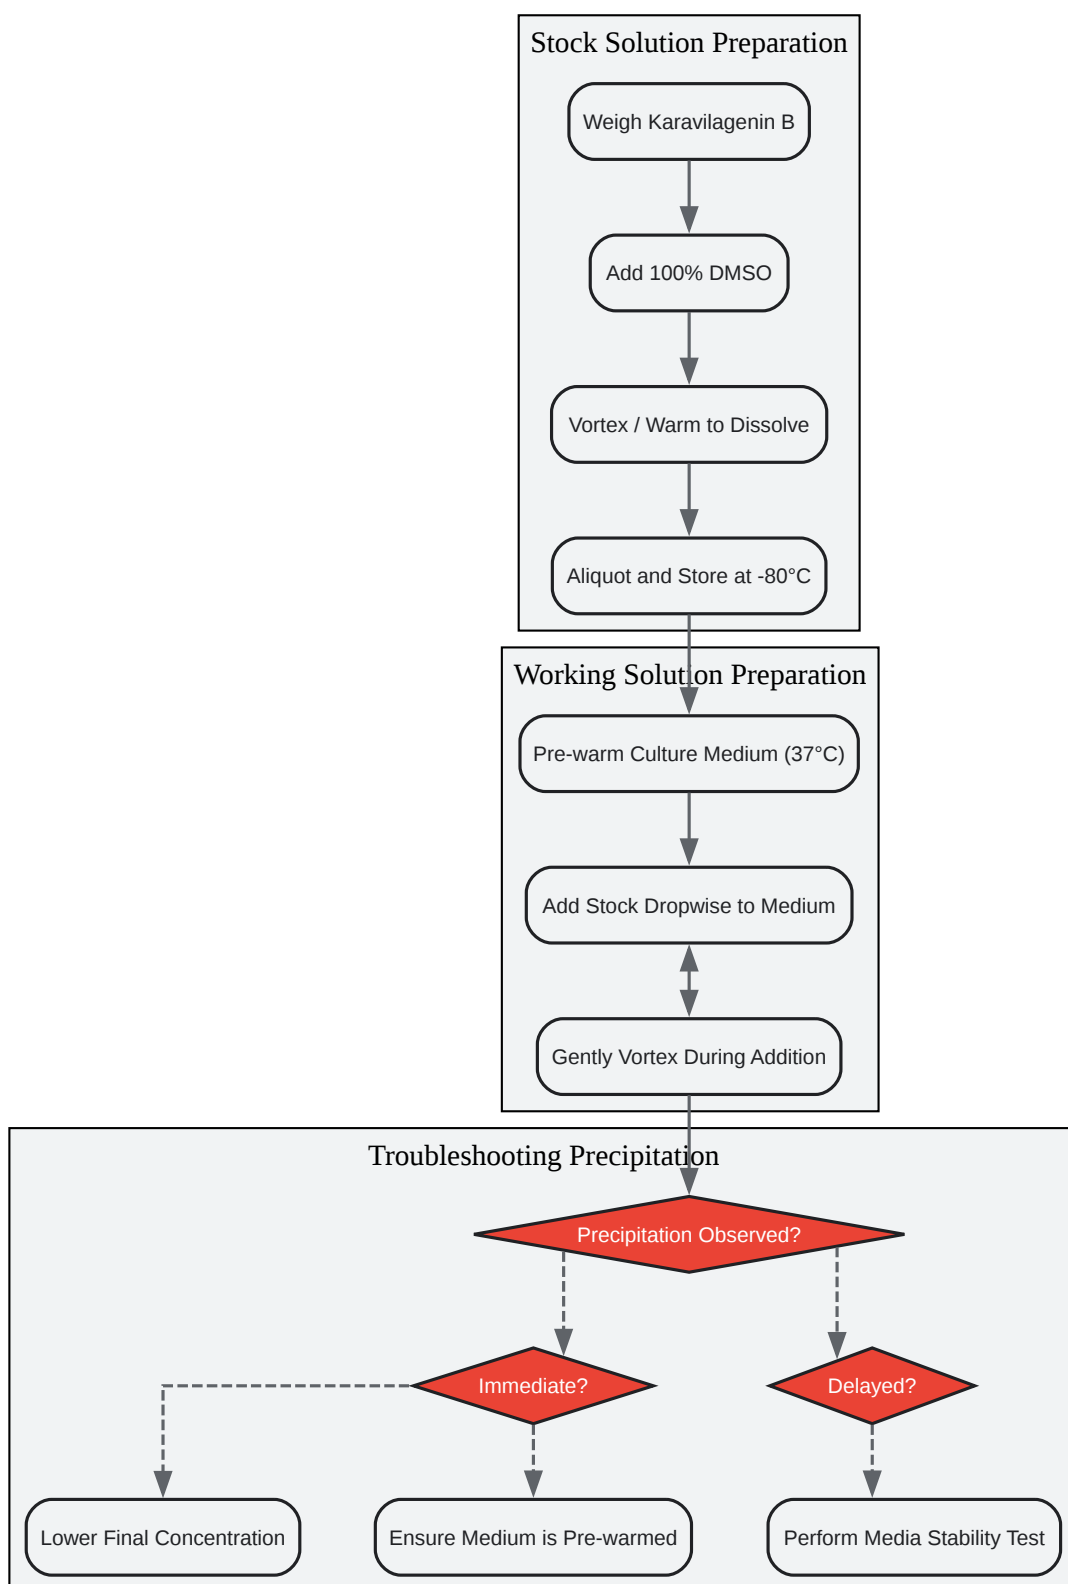 Stock Solution Preparation
Weigh Karavilagenin B
Add 100% DMSO
Vortex / Warm to Dissolve
Aliquot and Store at -80°C
Working Solution Preparation
Pre-warm Culture Medium (37°C)
Add Stock Dropwise to Medium
Gently Vortex During Addition
Troubleshooting Precipitation
Precipitation Observed?
Immediate?
Delayed?
Lower Final Concentration
Ensure Medium is Pre-warmed
Perform Media Stability Test